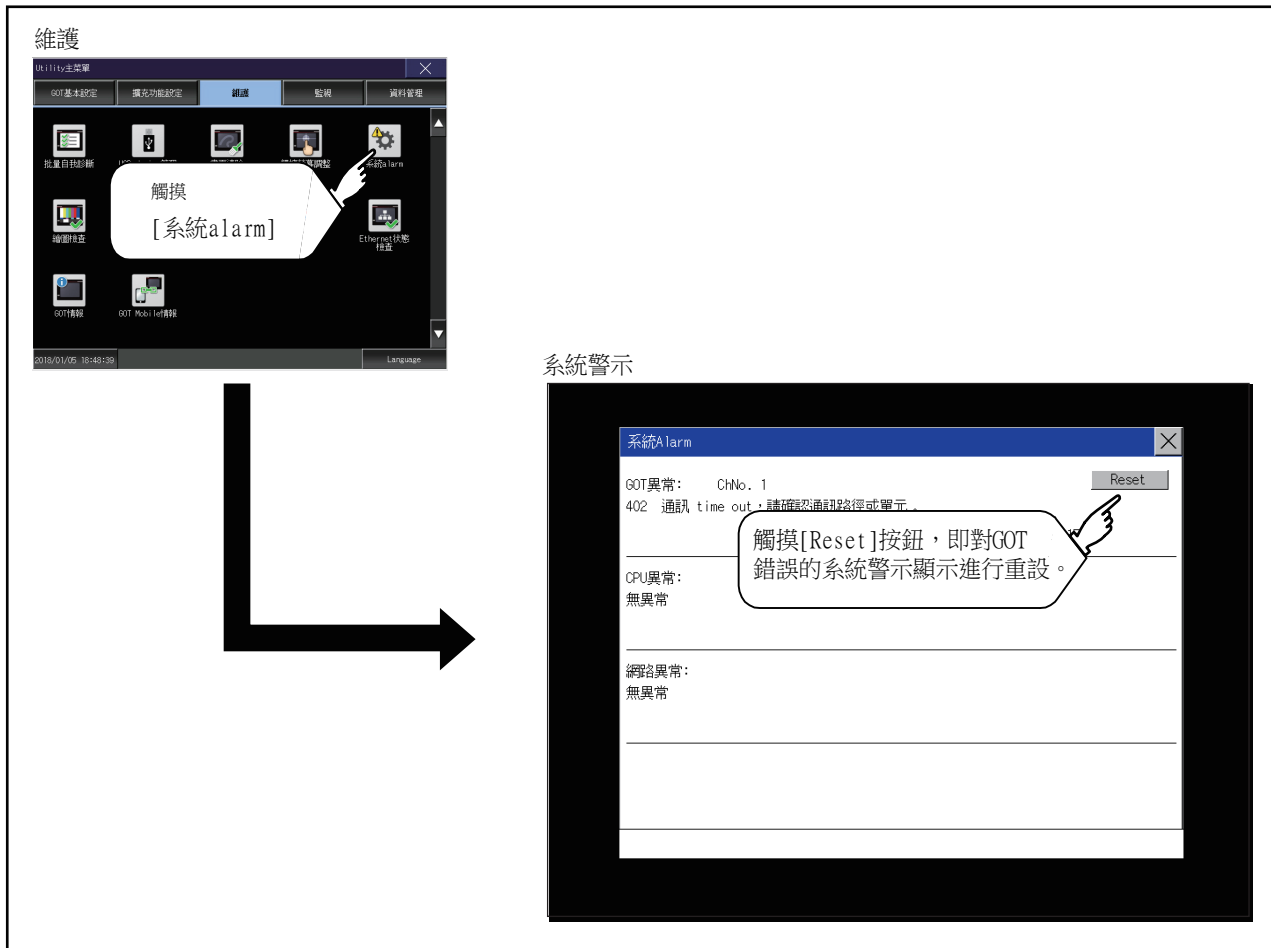 維護
Utility主菜單
GOT基本設定 擴充功能設定 維護 監視 資料管理
批量自我診斷 系統alarm
觸摸
[系統alarm]
繪圖檢查 Ethernet狀態
檢查
GOT情報 GOT Mobile情報
2018/01/05 18:48:39 Language
系統警示
系統Alarm
GOT異常: ChNo. 1 Reset
402 通訊 time out，請確認通訊路徑或單元。
觸摸[Reset]按鈕，即對GOT
錯誤的系統警示顯示進行重設。
CPU異常:
無異常
網路異常:
無異常